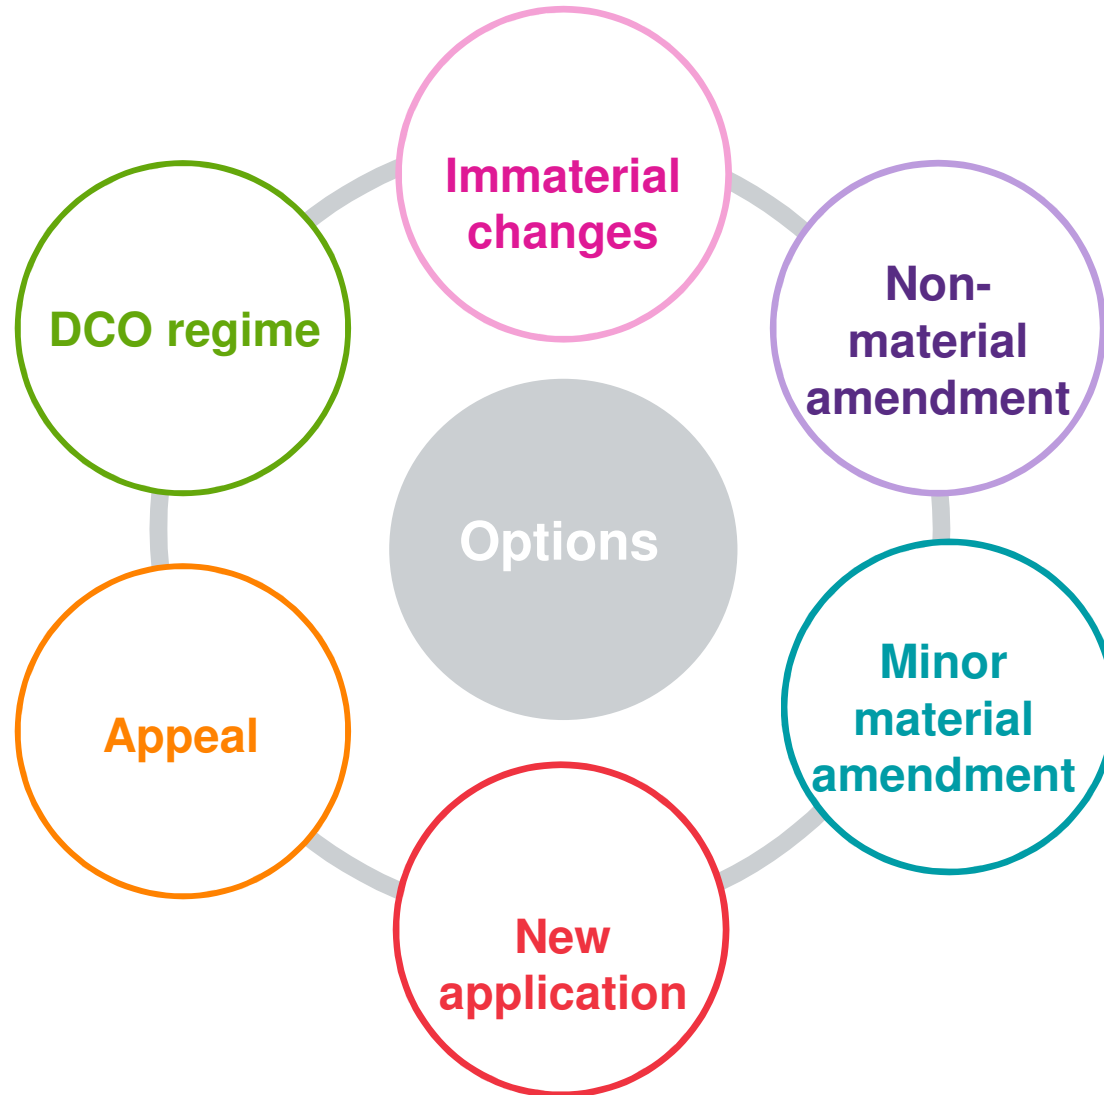 Immaterial
changes
Non-
material
amendment
Minor
material
amendment
New
application
Appeal
DCO regime
Options